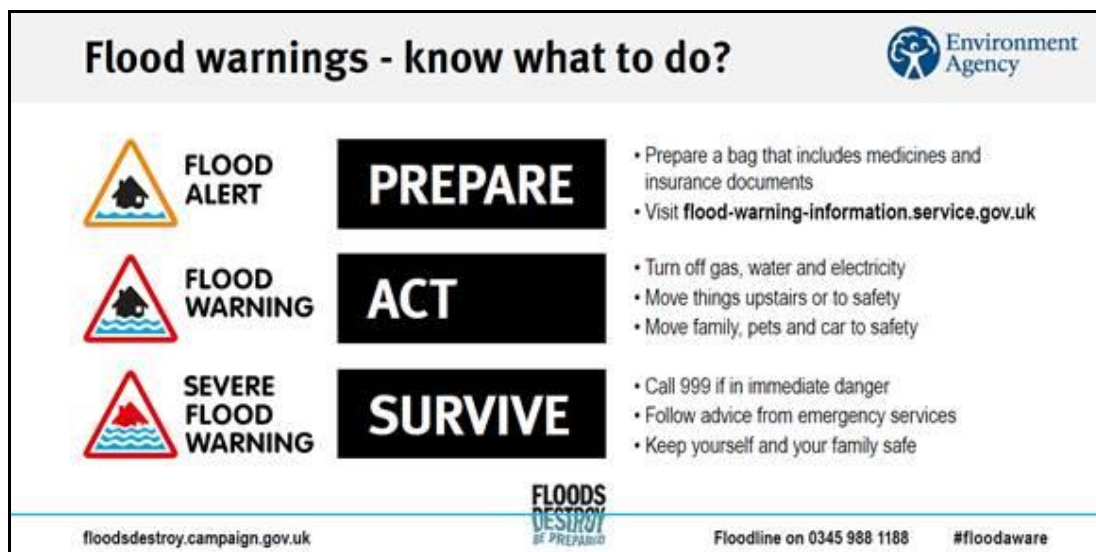 Flood warnings - know what to do?
Environment
Agency
FLOOD
ALERT
PREPARE
• Prepare a bag that includes medicines and
insurance documents
• Visit flood-warning-information.service.gov.uk
FLOOD
WARNING
ACT
• Turn off gas, water and electricity
• Move things upstairs or to safety
• Move family, pets and car to safety
SEVERE
FLOOD
WARNING
SURVIVE
• Call 999 if in immediate danger
• Follow advice from emergency services
• Keep yourself and your family safe
FLOODS
DESTROY
BE PREPARED
floodsdestroy.campaign.gov.uk
Floodline on 0345 988 1188
#floodaware